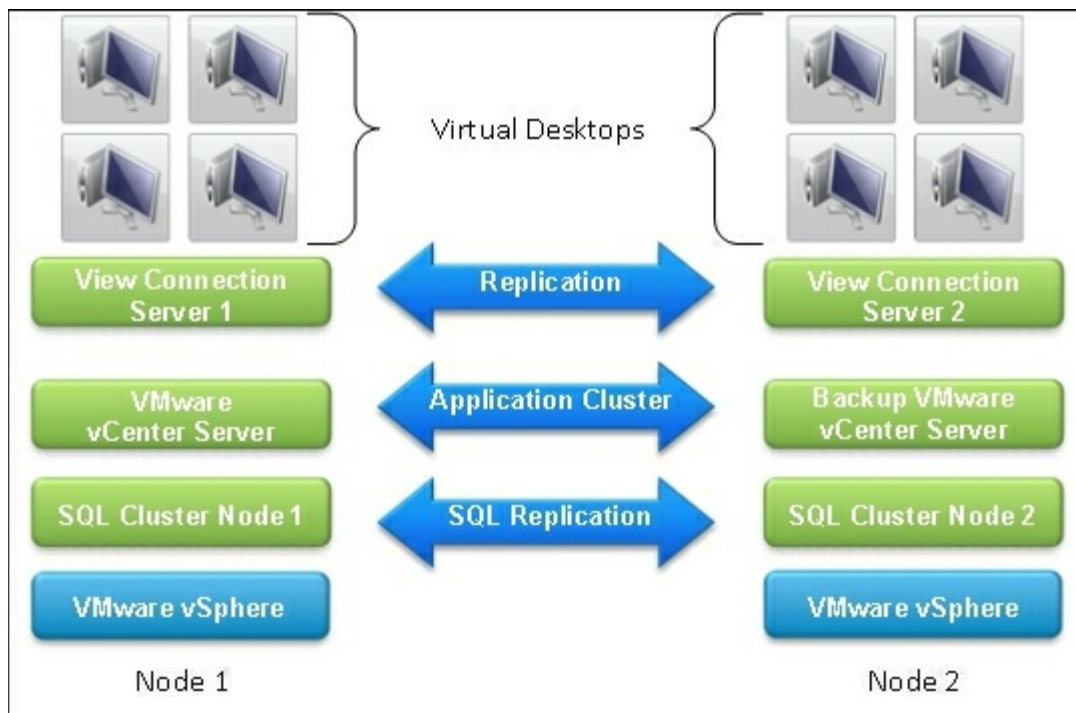 Virtual Desktops
View Connection
Server 1
Replication
View Connection
Server 2
VMware
vCenter Server
Application Cluster
Backup VMware
vCenter Server
SQL Cluster Node 1
SQL Replication
SQL Cluster Node 2
VMware vSphere
VMware vSphere
Node 1
Node 2